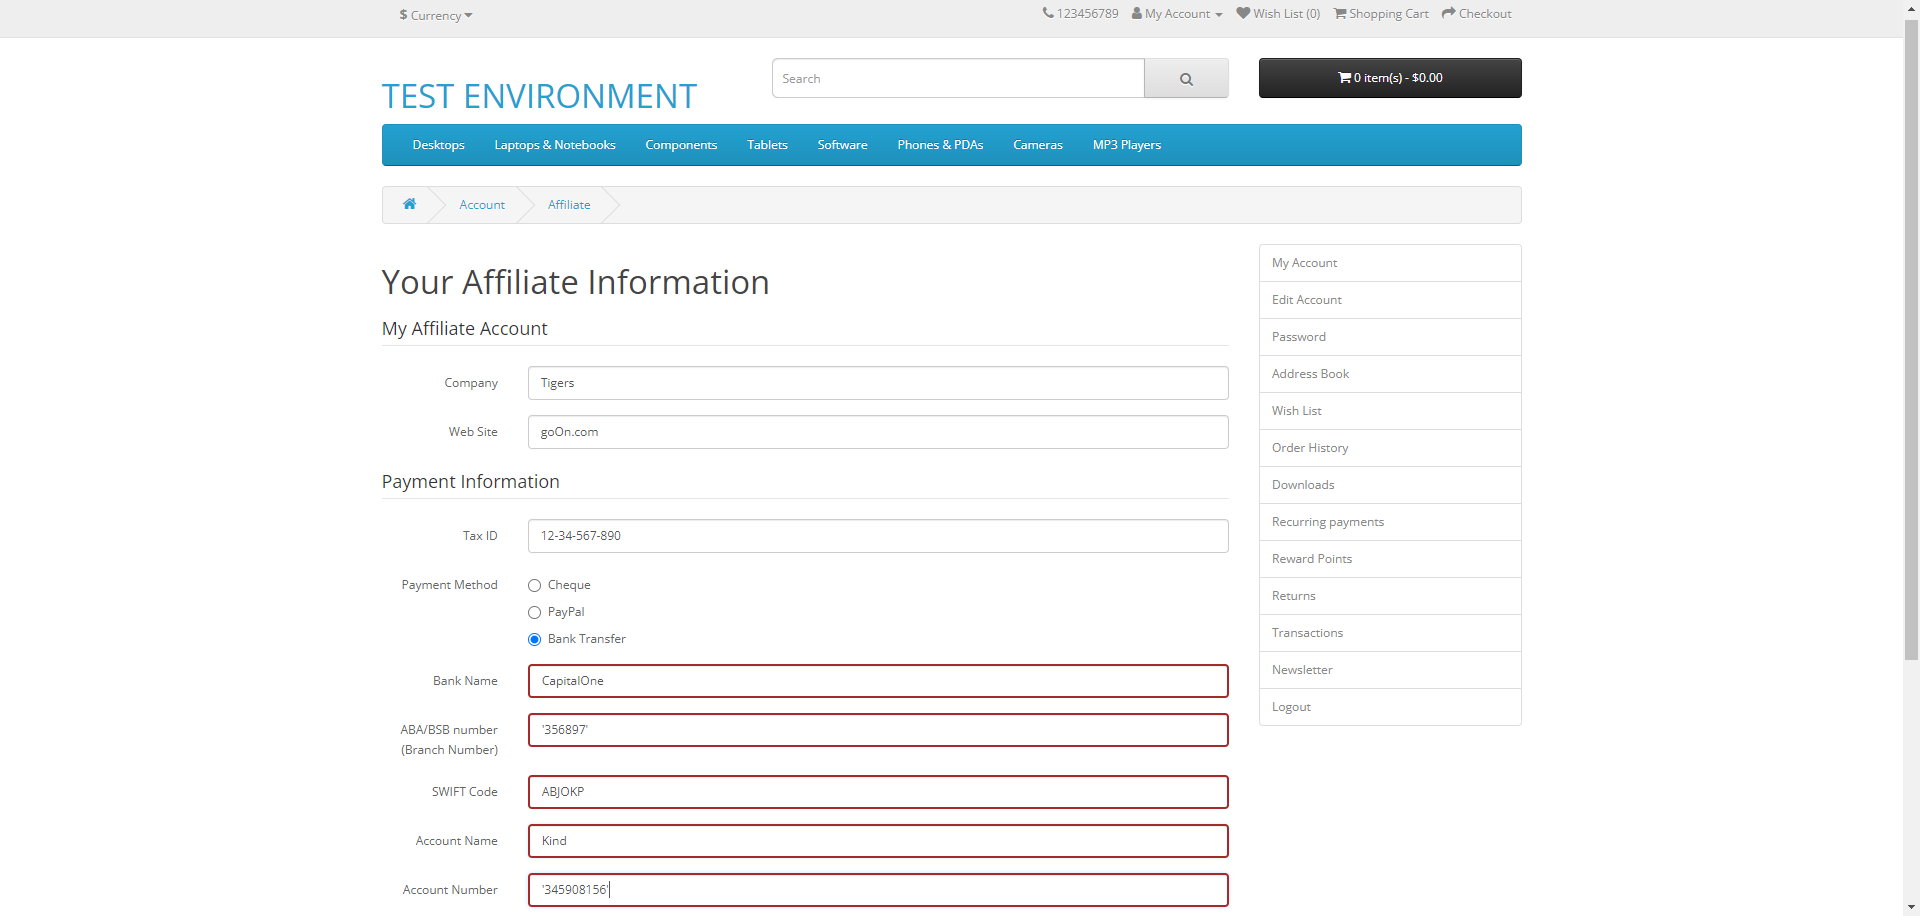 $ Currency
123456789 My Account Wish List (0) Shopping Cart Checkout
TEST ENVIRONMENT
Search
0 item(s) - $0.00
Desktops Laptops & Notebooks Components Tablets Software Phones & PDAs Cameras MP3 Players
Account Affiliate
Your Affiliate Information
My Affiliate Account
Company Tigers
Web Site goOn.com
Payment Information
Tax ID 12-34-567-890
Payment Method Cheque
PayPal
Bank Transfer
Bank Name CapitalOne
ABA/BSB number '356897'
(Branch Number)
SWIFT Code ABJOKP
Account Name Kind
Account Number '345908156'
My Account
Edit Account
Password
Address Book
Wish List
Order History
Downloads
Recurring payments
Reward Points
Returns
Transactions
Newsletter
Logout